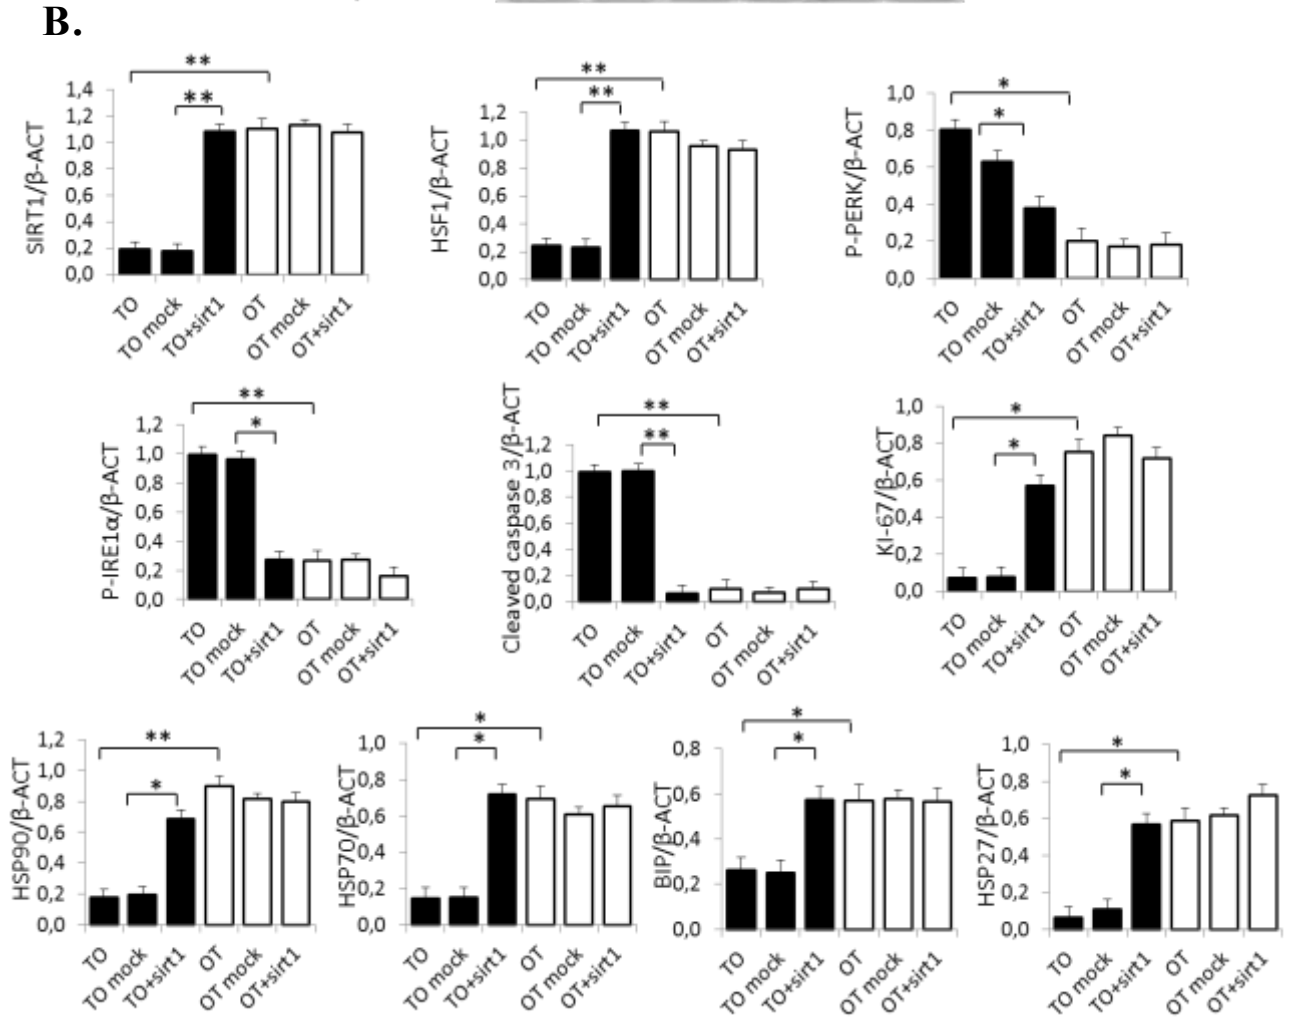 B.
**
**
SIRT1/β-ACT
1,4
1,2
1,0
0,8
0,6
0,4
0,2
0,0
TO
TO mock
TO+sirt1
OT
OT mock
OT+sirt1
**
**
HSF1/β-ACT
1,2
1,0
0,8
0,6
0,4
0,2
0,0
TO
TO mock
TO+sirt1
OT
OT mock
OT+sirt1
*
*
P-PERK/β-ACT
1,0
0,8
0,6
0,4
0,2
0,0
TO
TO mock
TO+sirt1
OT
OT mock
OT+sirt1
**
*
P-IRE1α/β-ACT
1,2
1,0
0,8
0,6
0,4
0,2
0,0
TO
TO mock
TO+sirt1
OT
OT mock
OT+sirt1
**
**
Cleaved caspase 3/β-ACT
1,2
1,0
0,8
0,6
0,4
0,2
0,0
TO
TO mock
TO+sirt1
OT
OT mock
OT+sirt1
*
*
KI-67/β-ACT
1,0
0,8
0,6
0,4
0,2
0,0
TO
TO mock
TO+sirt1
OT
OT mock
OT+sirt1
**
*
HSP90/β-ACT
1,2
1,0
0,8
0,6
0,4
0,2
0,0
TO
TO mock
TO+sirt1
OT
OT mock
OT+sirt1
*
*
HSP70/β-ACT
1,0
0,8
0,6
0,4
0,2
0,0
TO
TO mock
TO+sirt1
OT
OT mock
OT+sirt1
*
*
BIP/β-ACT
0,8
0,6
0,4
0,2
0,0
TO
TO mock
TO+sirt1
OT
OT mock
OT+sirt1
*
*
HSP27/β-ACT
1,0
0,8
0,6
0,4
0,2
0,0
TO
TO mock
TO+sirt1
OT
OT mock
OT+sirt1